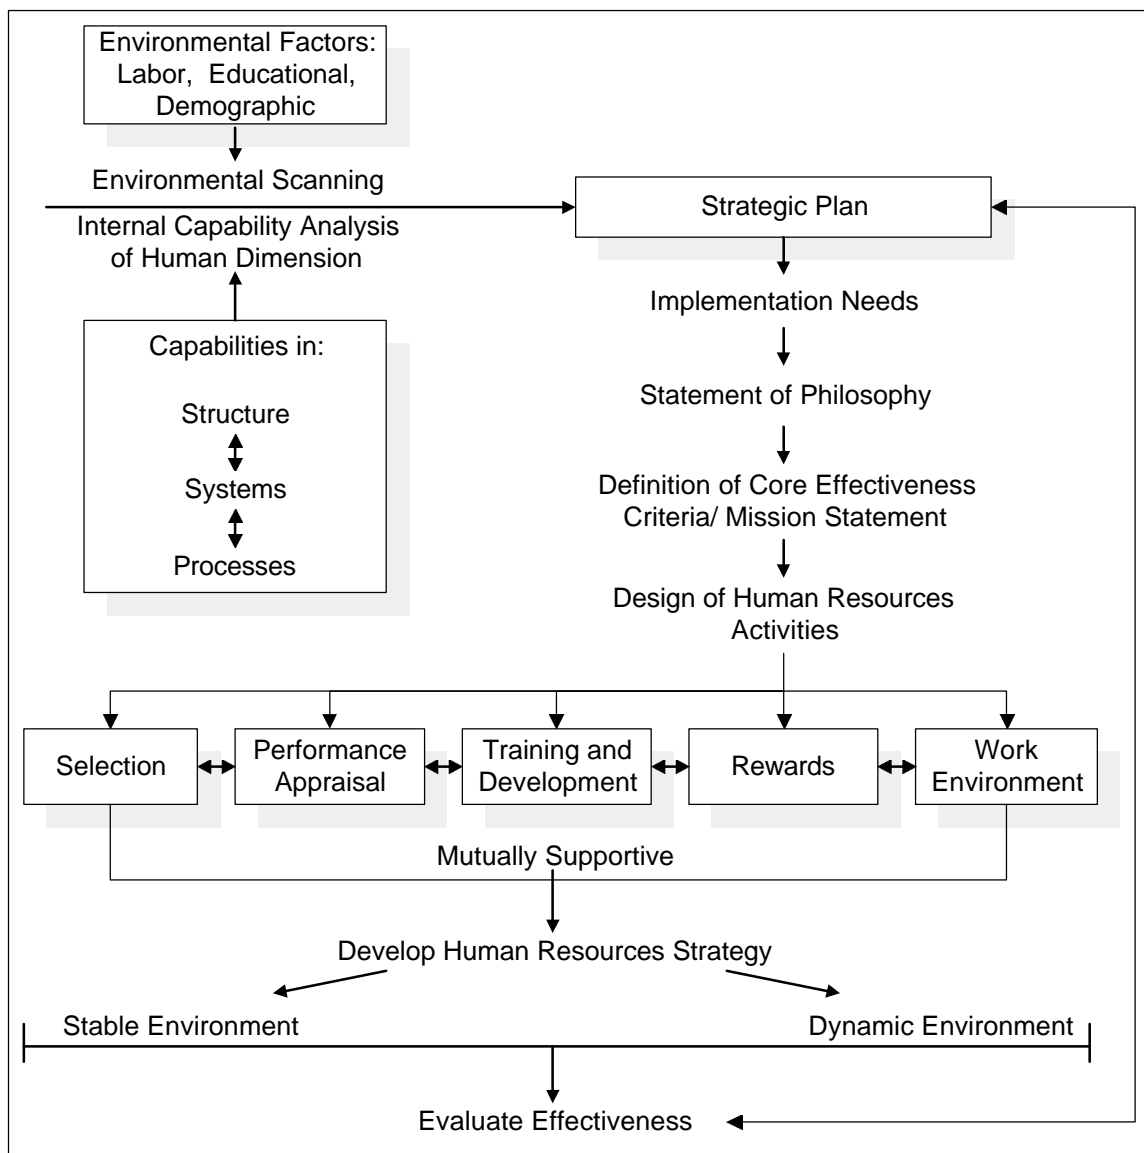 Environmental Factors:
Labor, Educational,
Demographic
Environmental Scanning
Internal Capability Analysis
of Human Dimension
Strategic Plan
Capabilities in:
Structure
Systems
Processes
Implementation Needs
Statement of Philosophy
Definition of Core Effectiveness
Criteria/ Mission Statement
Design of Human Resources
Activities
Selection
Performance
Appraisal
Training and
Development
Rewards
Work
Environment
Mutually Supportive
Develop Human Resources Strategy
Stable Environment
Dynamic Environment
Evaluate Effectiveness